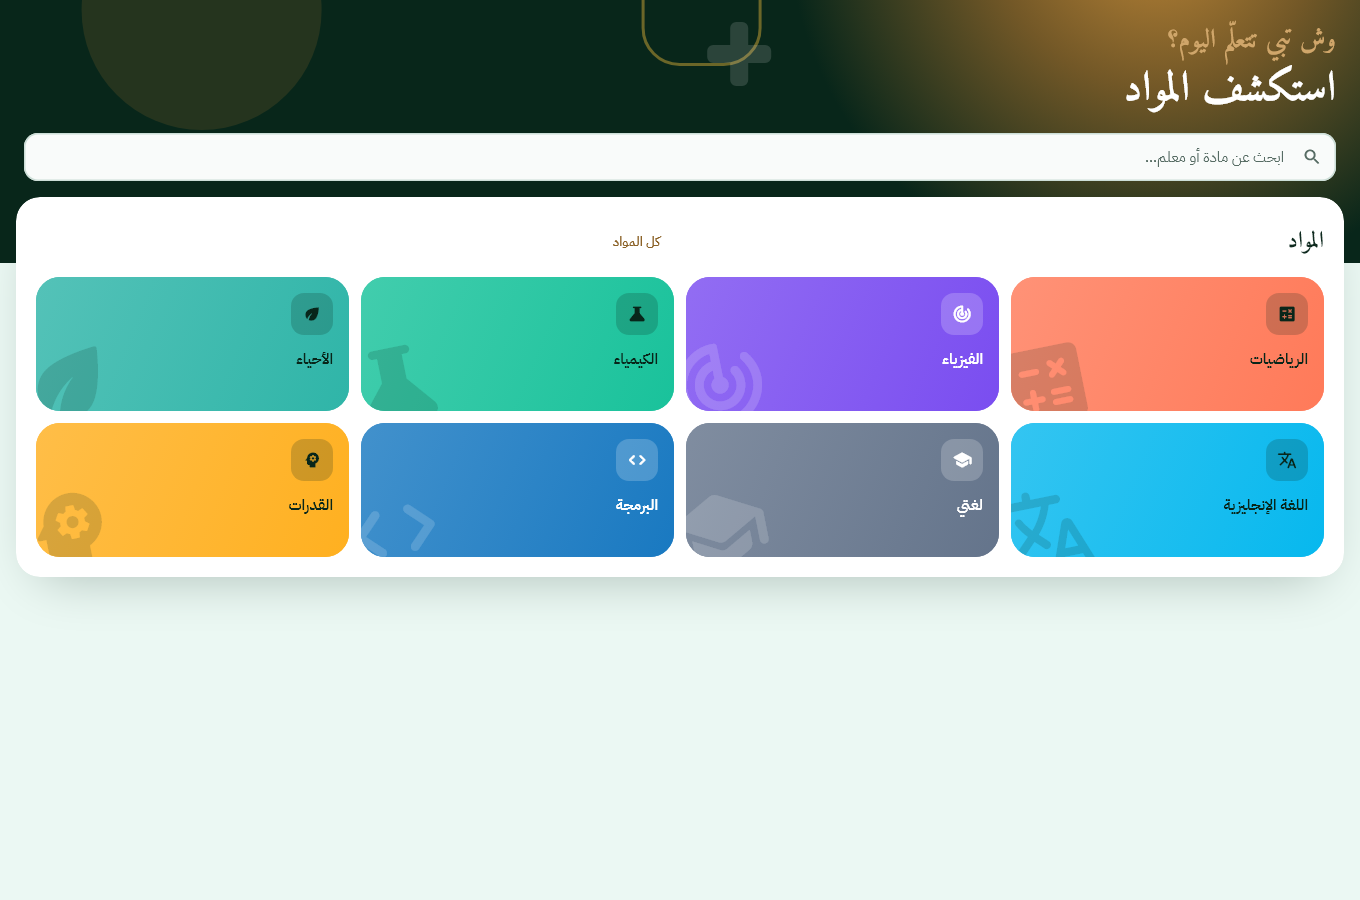 وش تبي تتعلّم اليوم؟
استكشف المواد
ابحث عن مادة أو معلم...
المواد
كل المواد
الرياضيات
الفيزياء
الكيمياء
الأحياء
اللغة الإنجليزية
لغتي
البرمجة
القدرات